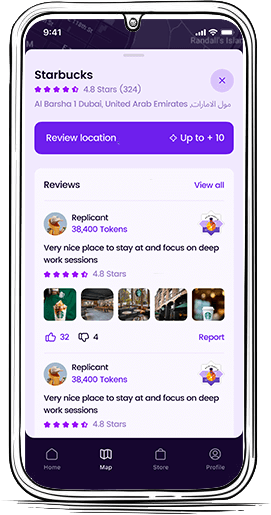 9:41
Randall's Isla
M
Starbucks
4.8 Stars (324)
Al Barsha 1 Dubai, United Arab Emirates مول الامارات,
Review location
Up to + 10
Reviews
View all
Replicant
38,400 Tokens
Very nice place to stay at and focus on deep
work sessions
4.8 Stars
32
4
Report
Replicant
38,400 Tokens
Very nice place to stay at and focus on deep
work sessions
4.8 Stars
Home
Map
Store
Profile